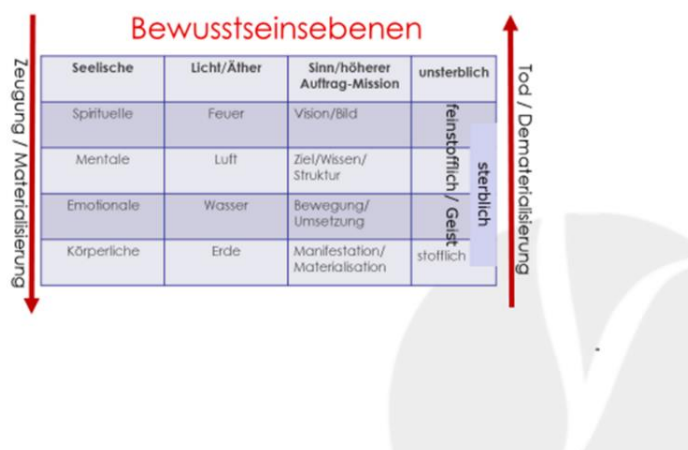 Bewusstseinsebenen
Zeugung / Materialisierung
Seelische Licht/Äther Sinn/höherer unsterblich
Auftrag-Mission
Spirituelle Feuer Vision/Bild
Mentale Luft Ziel/Wissen/
Struktur
Emotionale Wasser Bewegung/
Umsetzung
Körperliche Erde Manifestation/ stofflich
Materialisation
feinstofflich / Geist
sterblich
Tod / Dematerialisierung